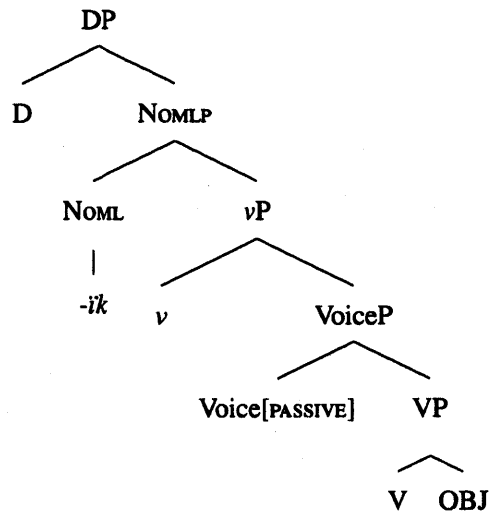 DP
D NOMLP
NOML vP
-ïk v VoiceP
Voice[PASSIVE] VP
V OBJ